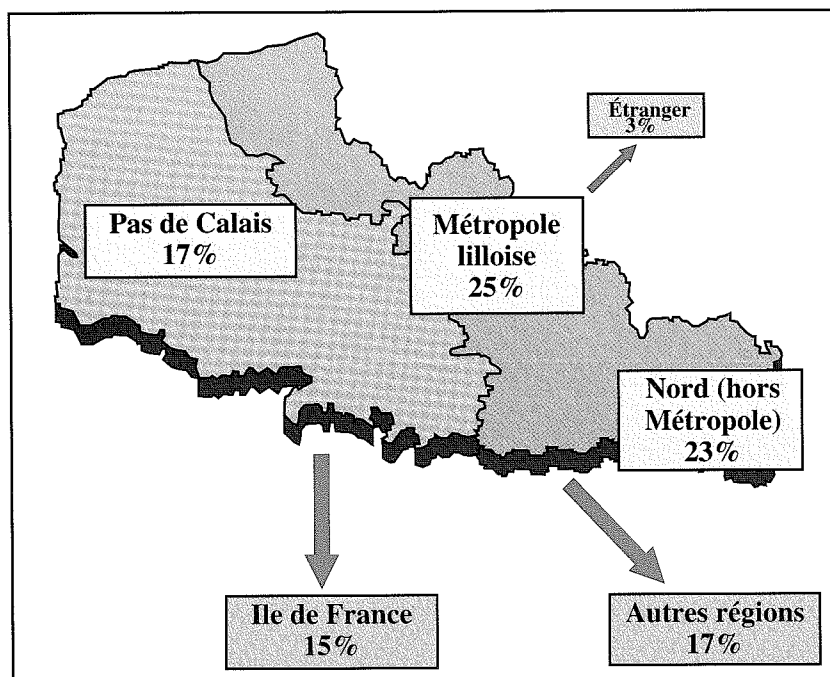 Étranger
3%
Pas de Calais
17%
Métropole
lilloise
25%
Nord (hors
Métropole)
23%
Ile de France
15%
Autres régions
17%